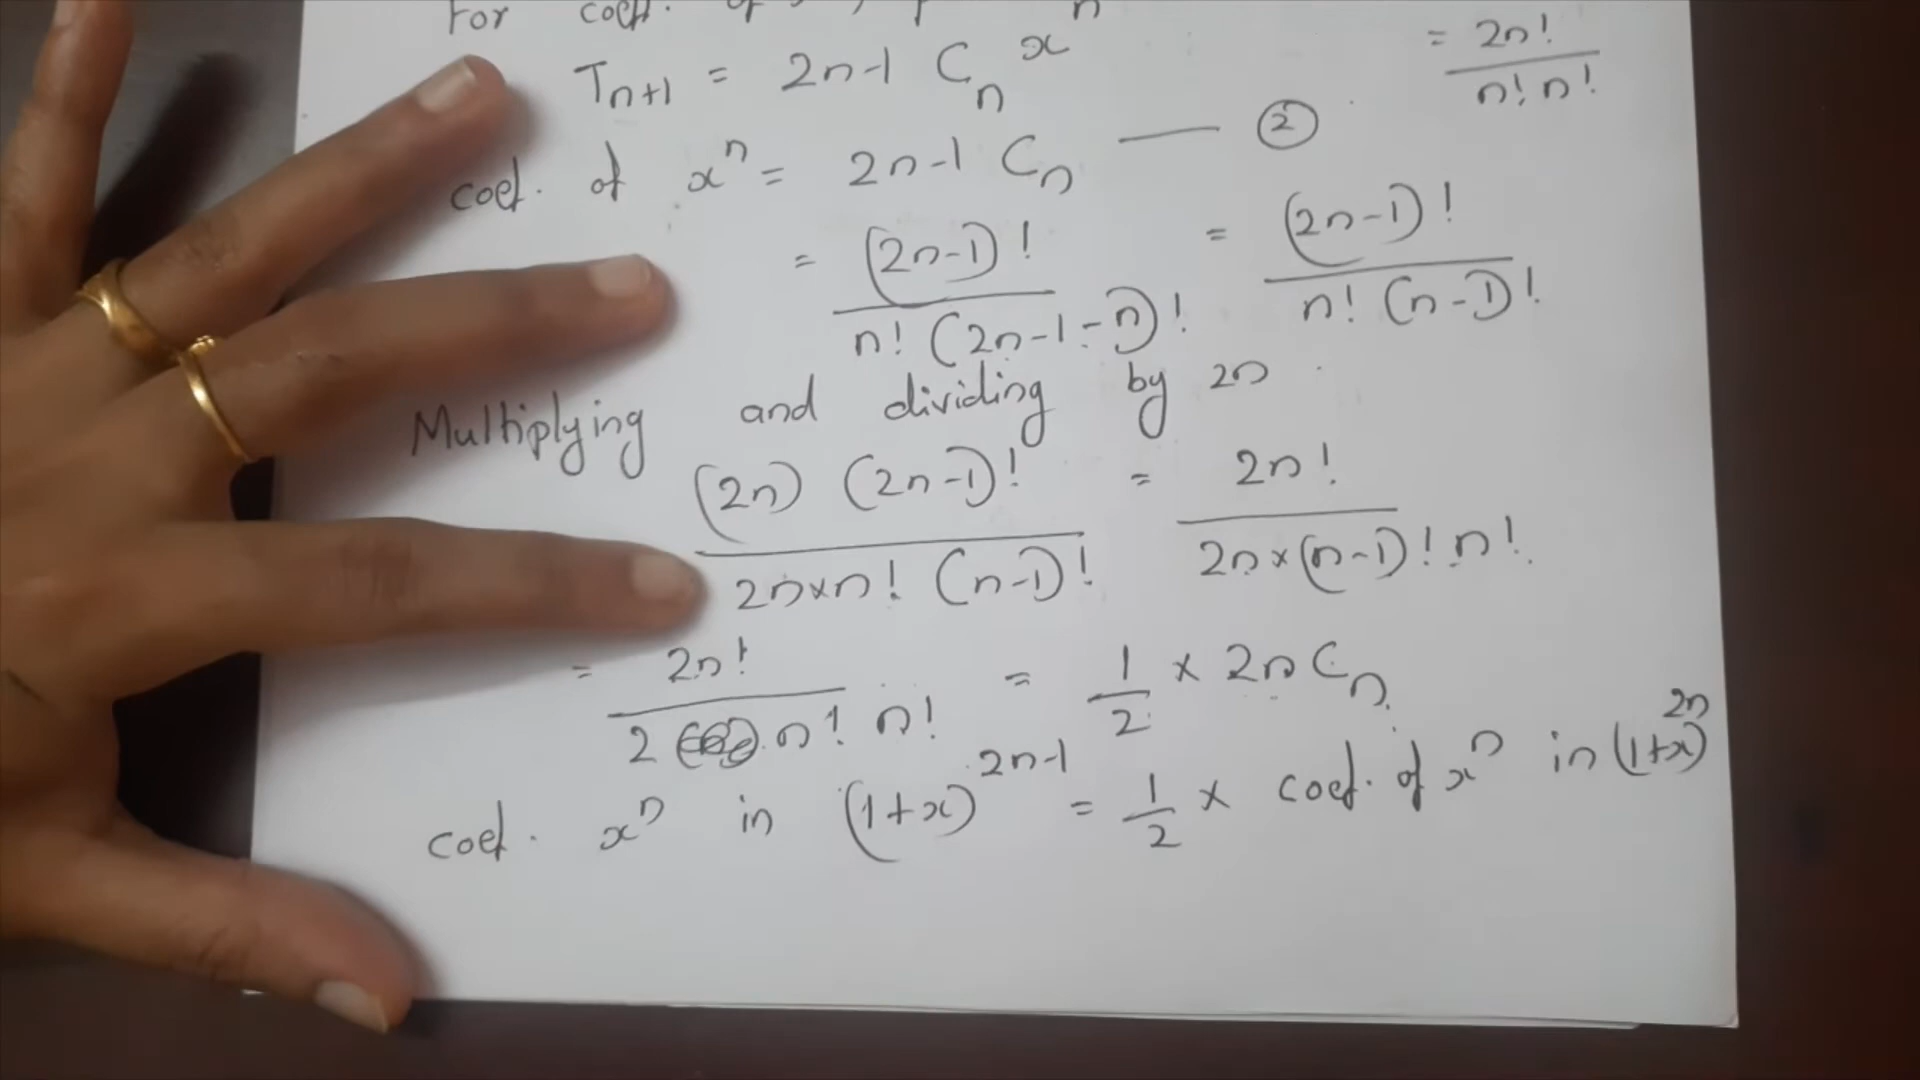 For coeff. of
Tn+1 = 2n-1 Cn x^n
= 2n! / n! n!
coef. of x^n = 2n-1 Cn —— ②
= (2n-1)! / n! (2n-1-n)! = (2n-1)! / n! (n-1)!
Multiplying and dividing by 2n
(2n) (2n-1)! / 2n×n! (n-1)! = 2n! / 2n×(n-1)! n!
= 2n! / 2 n! n! = 1/2 × 2n Cn
coef. x^n in (1+x)^2n-1 = 1/2 × coef. of x^n in (1+x)^2n